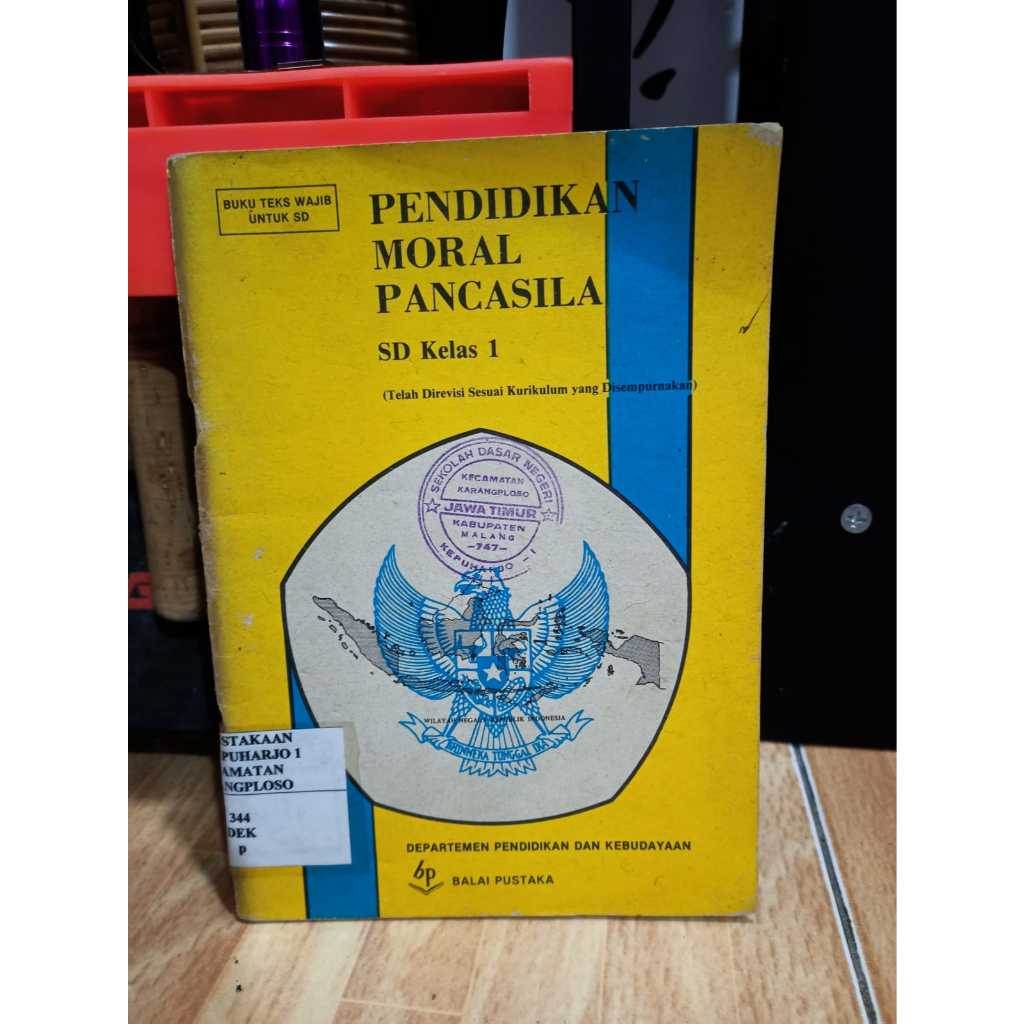 BUKU TEKS WAJIB
UNTUK SD
PENDIDIKAN
MORAL
PANCASILA
SD Kelas 1
(Telah Direvisi Sesuai Kurikulum yang Disempurnakan)
SEKOLAH DASAR NEGERI
KECAMATAN
KARANGPLOSO
JAWA TIMUR
KABUPATEN
MALANG
-747-
KEPUHARJO - I
WILAYAH NEGARA REPUBLIK INDONESIA
BHINNEKA TUNGGAL IKA
STAKAAN
PUHARJO 1
AMATAN
NGPLOSO
344
DEK
p
DEPARTEMEN PENDIDIKAN DAN KEBUDAYAAN
bp
BALAI PUSTAKA